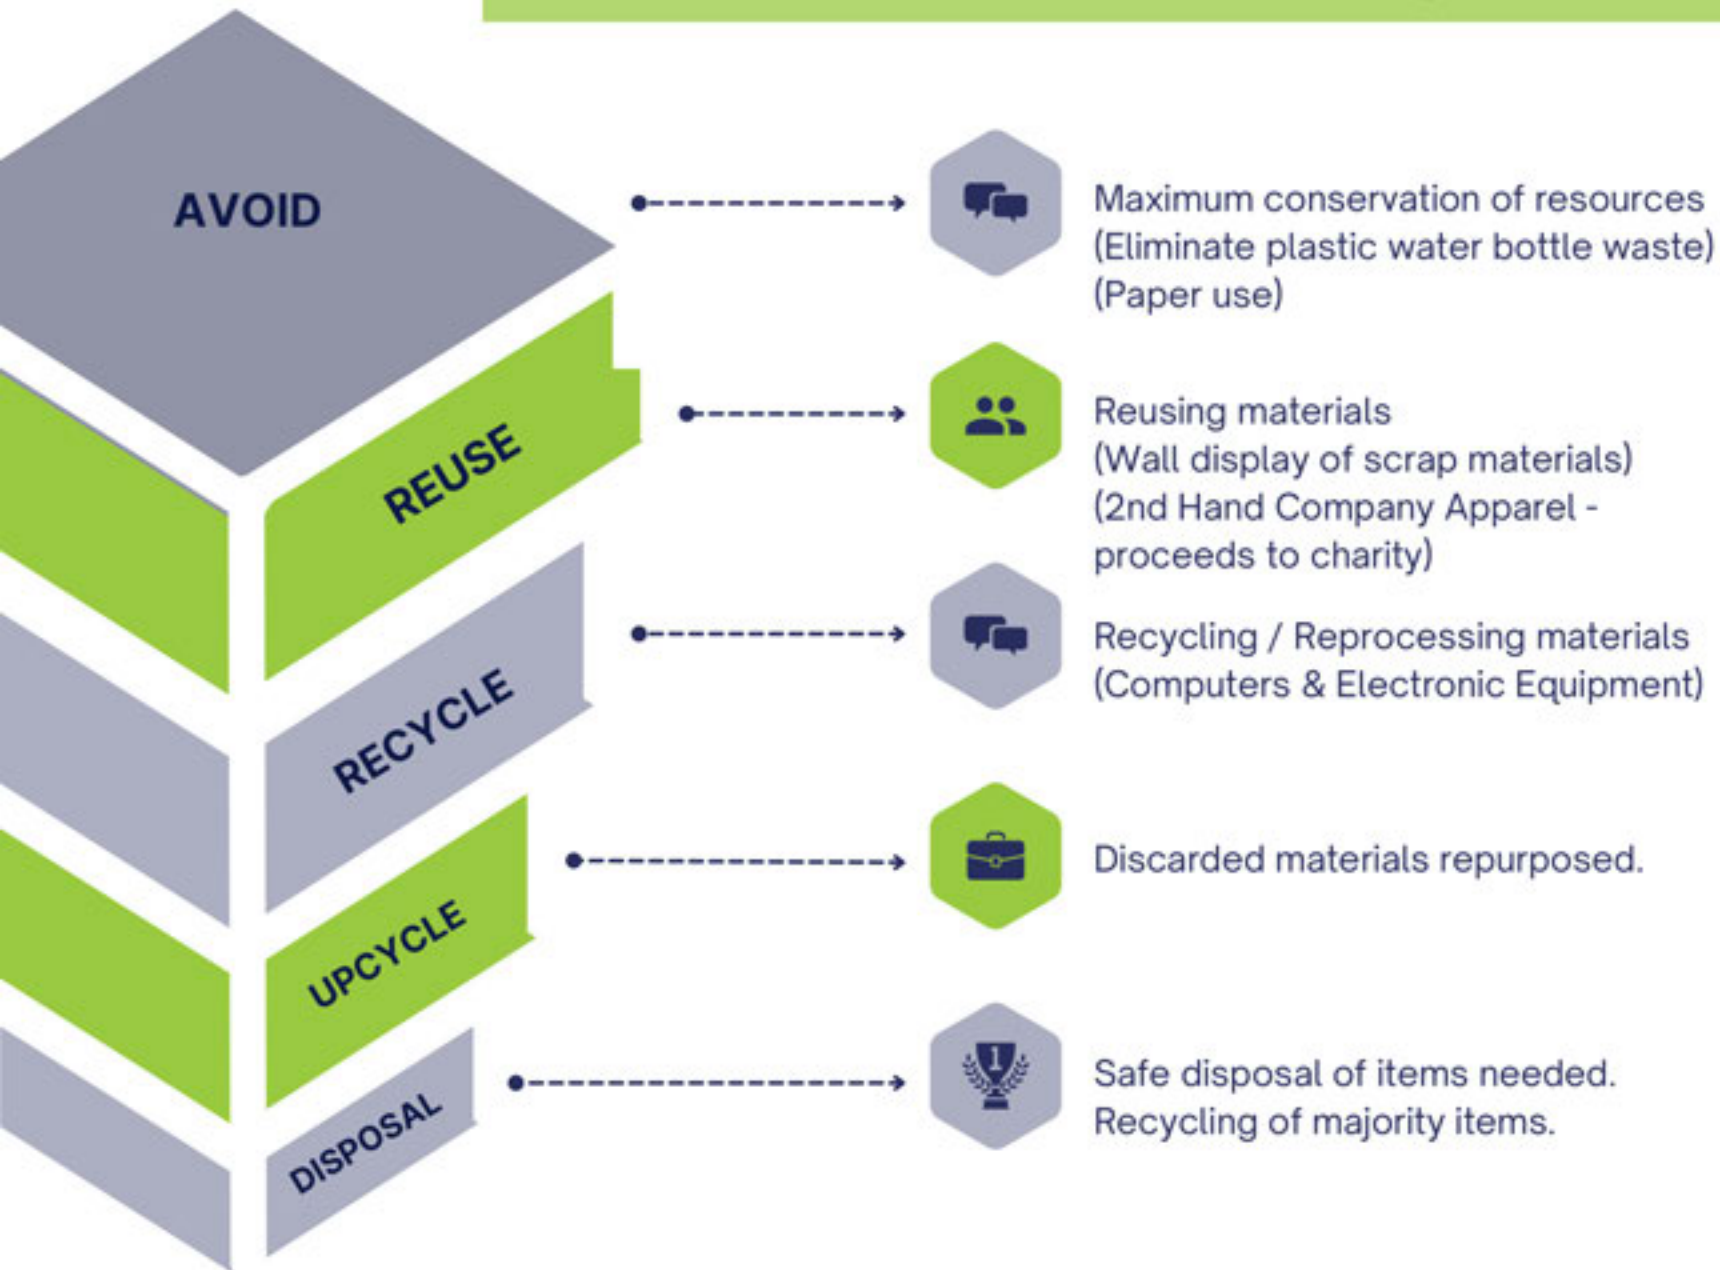 AVOID
Maximum conservation of resources
(Eliminate plastic water bottle waste)
(Paper use)
REUSE
Reusing materials
(Wall display of scrap materials)
(2nd Hand Company Apparel -
proceeds to charity)
RECYCLE
Recycling / Reprocessing materials
(Computers & Electronic Equipment)
UPCYCLE
Discarded materials repurposed.
DISPOSAL
1
Safe disposal of items needed.
Recycling of majority items.